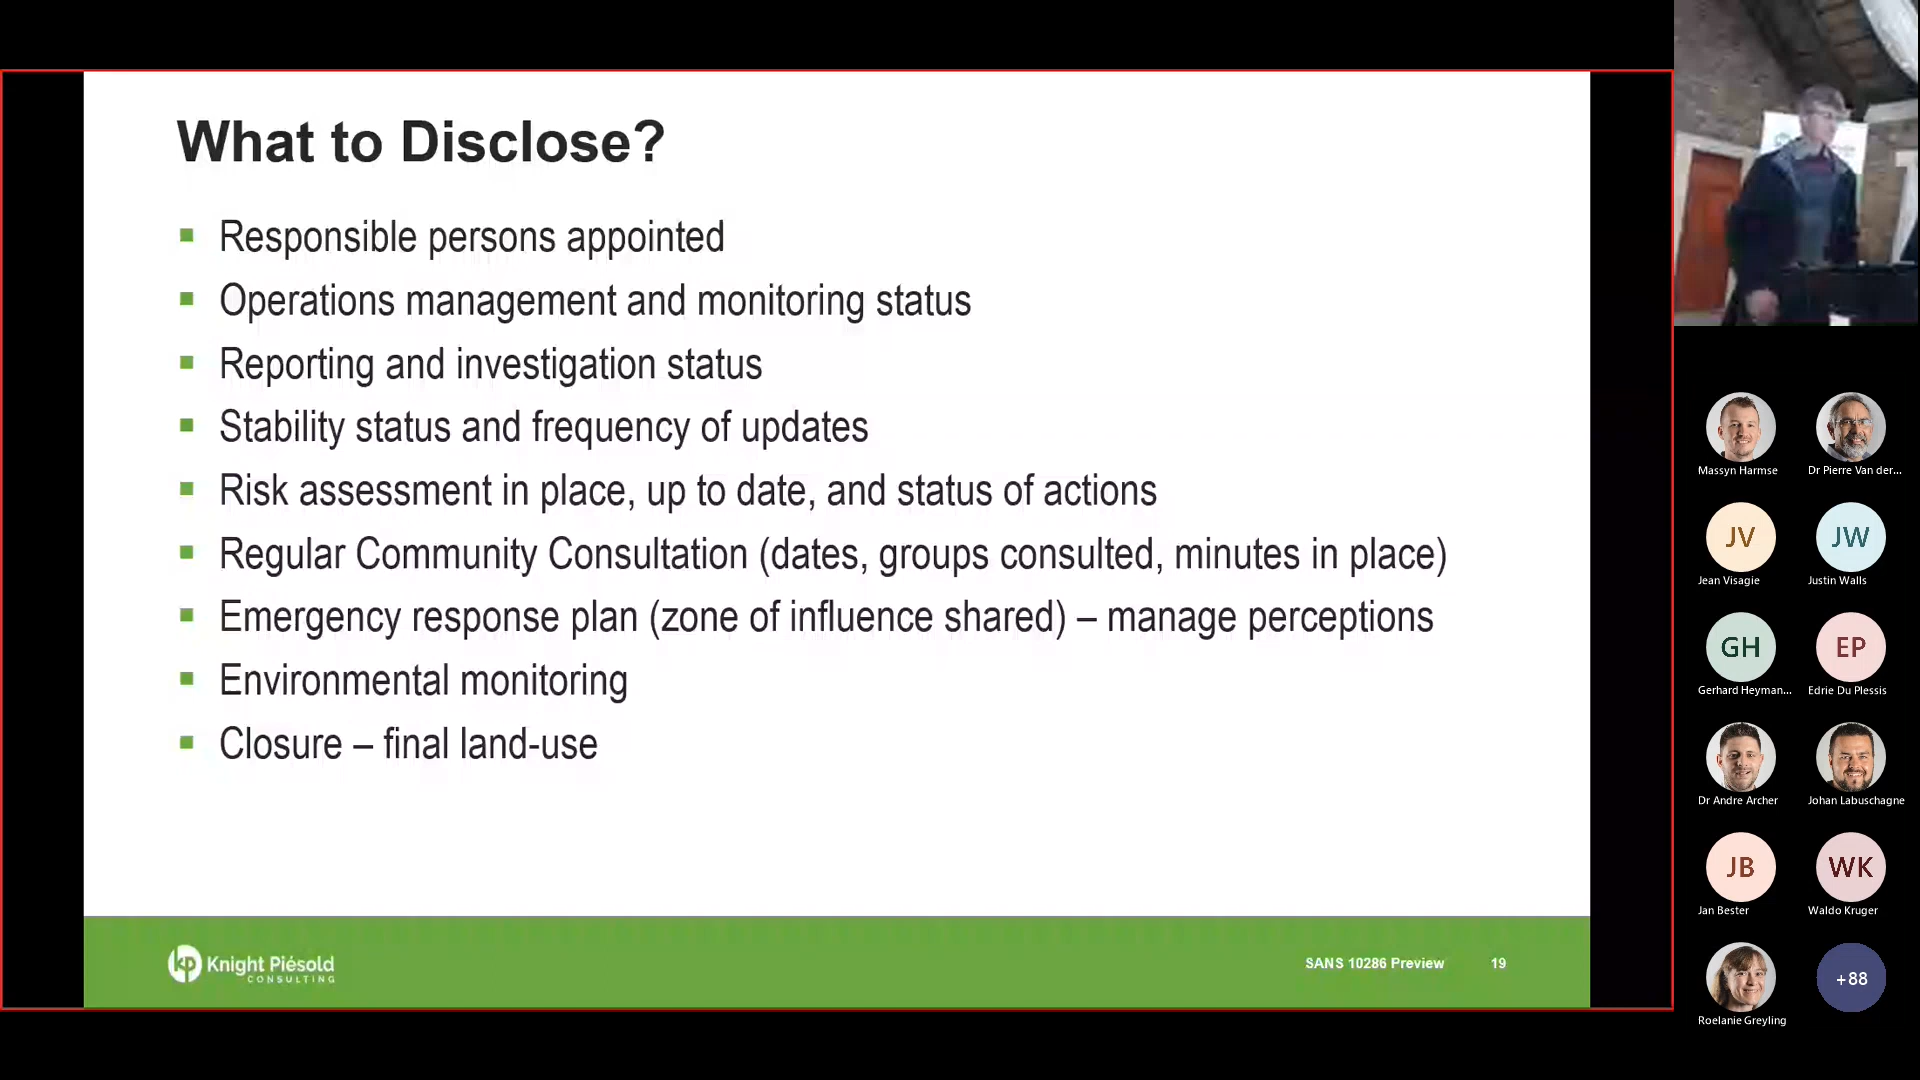 What to Disclose?
Responsible persons appointed
Operations management and monitoring status
Reporting and investigation status
Stability status and frequency of updates
Risk assessment in place, up to date, and status of actions
Regular Community Consultation (dates, groups consulted, minutes in place)
Emergency response plan (zone of influence shared) – manage perceptions
Environmental monitoring
Closure – final land-use
kp Knight Piésold
CONSULTING
SANS 10286 Preview 19
Massyn Harmse
Dr Pierre Van der...
JV
Jean Visagie
JW
Justin Walls
GH
Gerhard Heyman...
EP
Edrie Du Plessis
Dr Andre Archer
Johan Labuschagne
JB
Jan Bester
WK
Waldo Kruger
Roelanie Greyling
+88